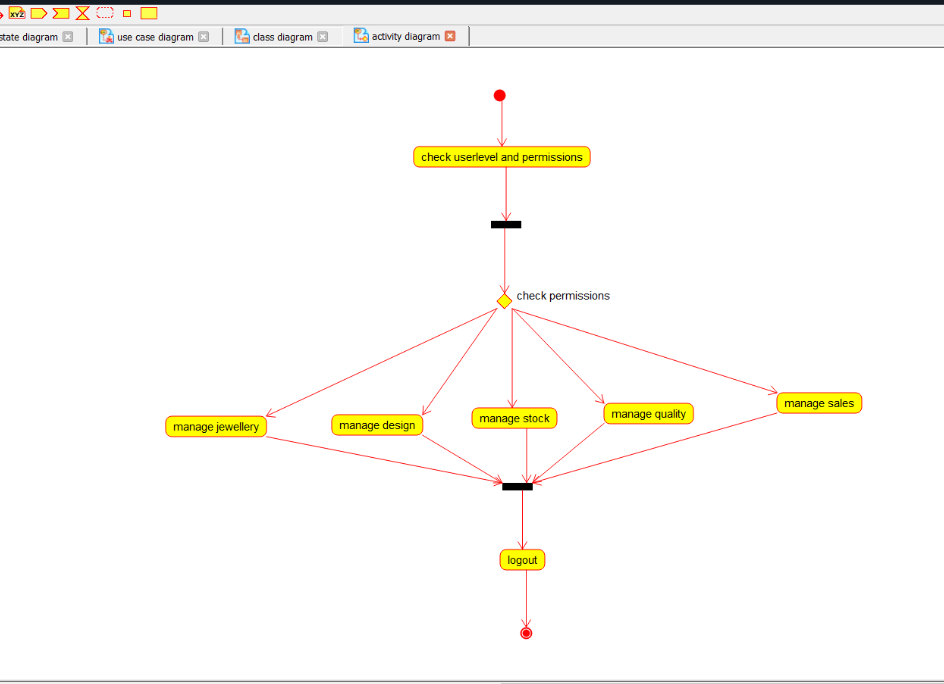 XYZ
state diagram
use case diagram
class diagram
activity diagram
check userlevel and permissions
check permissions
manage jewellery
manage design
manage stock
manage quality
manage sales
logout